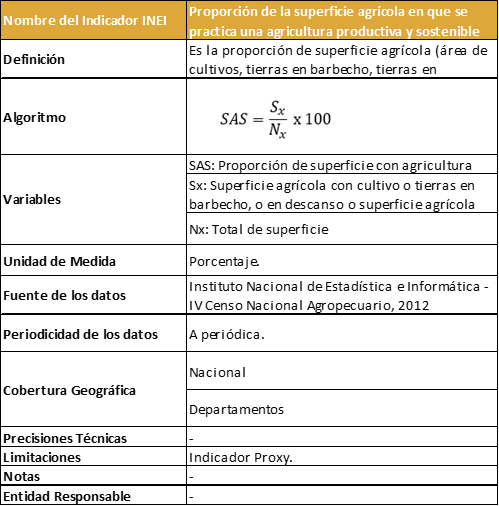 Nombre del Indicador INEI
Proporción de la superficie agrícola en que se
practica una agricultura productiva y sostenible
Definición
Es la proporción de superficie agrícola (área de
cultivos, tierras en barbecho, tierras en
Algoritmo
SAS = Sx/Nx x 100
Variables
SAS: Proporción de superficie con agricultura
Sx: Superficie agrícola con cultivo o tierras en
barbecho, o en descanso o superficie agrícola
Nx: Total de superficie
Unidad de Medida
Porcentaje.
Fuente de los datos
Instituto Nacional de Estadística e Informática -
IV Censo Nacional Agropecuario, 2012
Periodicidad de los datos
A periódica.
Cobertura Geográfica
Nacional
Departamentos
Precisiones Técnicas
-
Limitaciones
Indicador Proxy.
Notas
-
Entidad Responsable
-